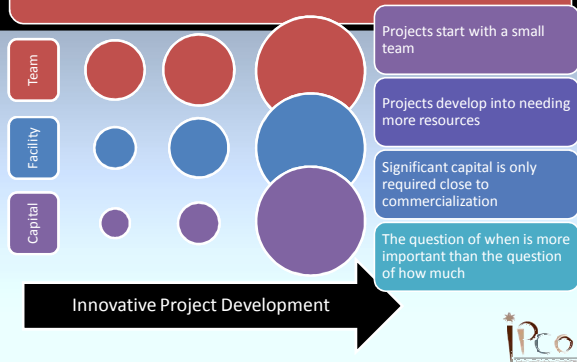 Team
Facility
Capital
Projects start with a small
team
Projects develop into needing
more resources
Significant capital is only
required close to
commercialization
The question of when is more
important than the question
of how much
Innovative Project Development
IPCO